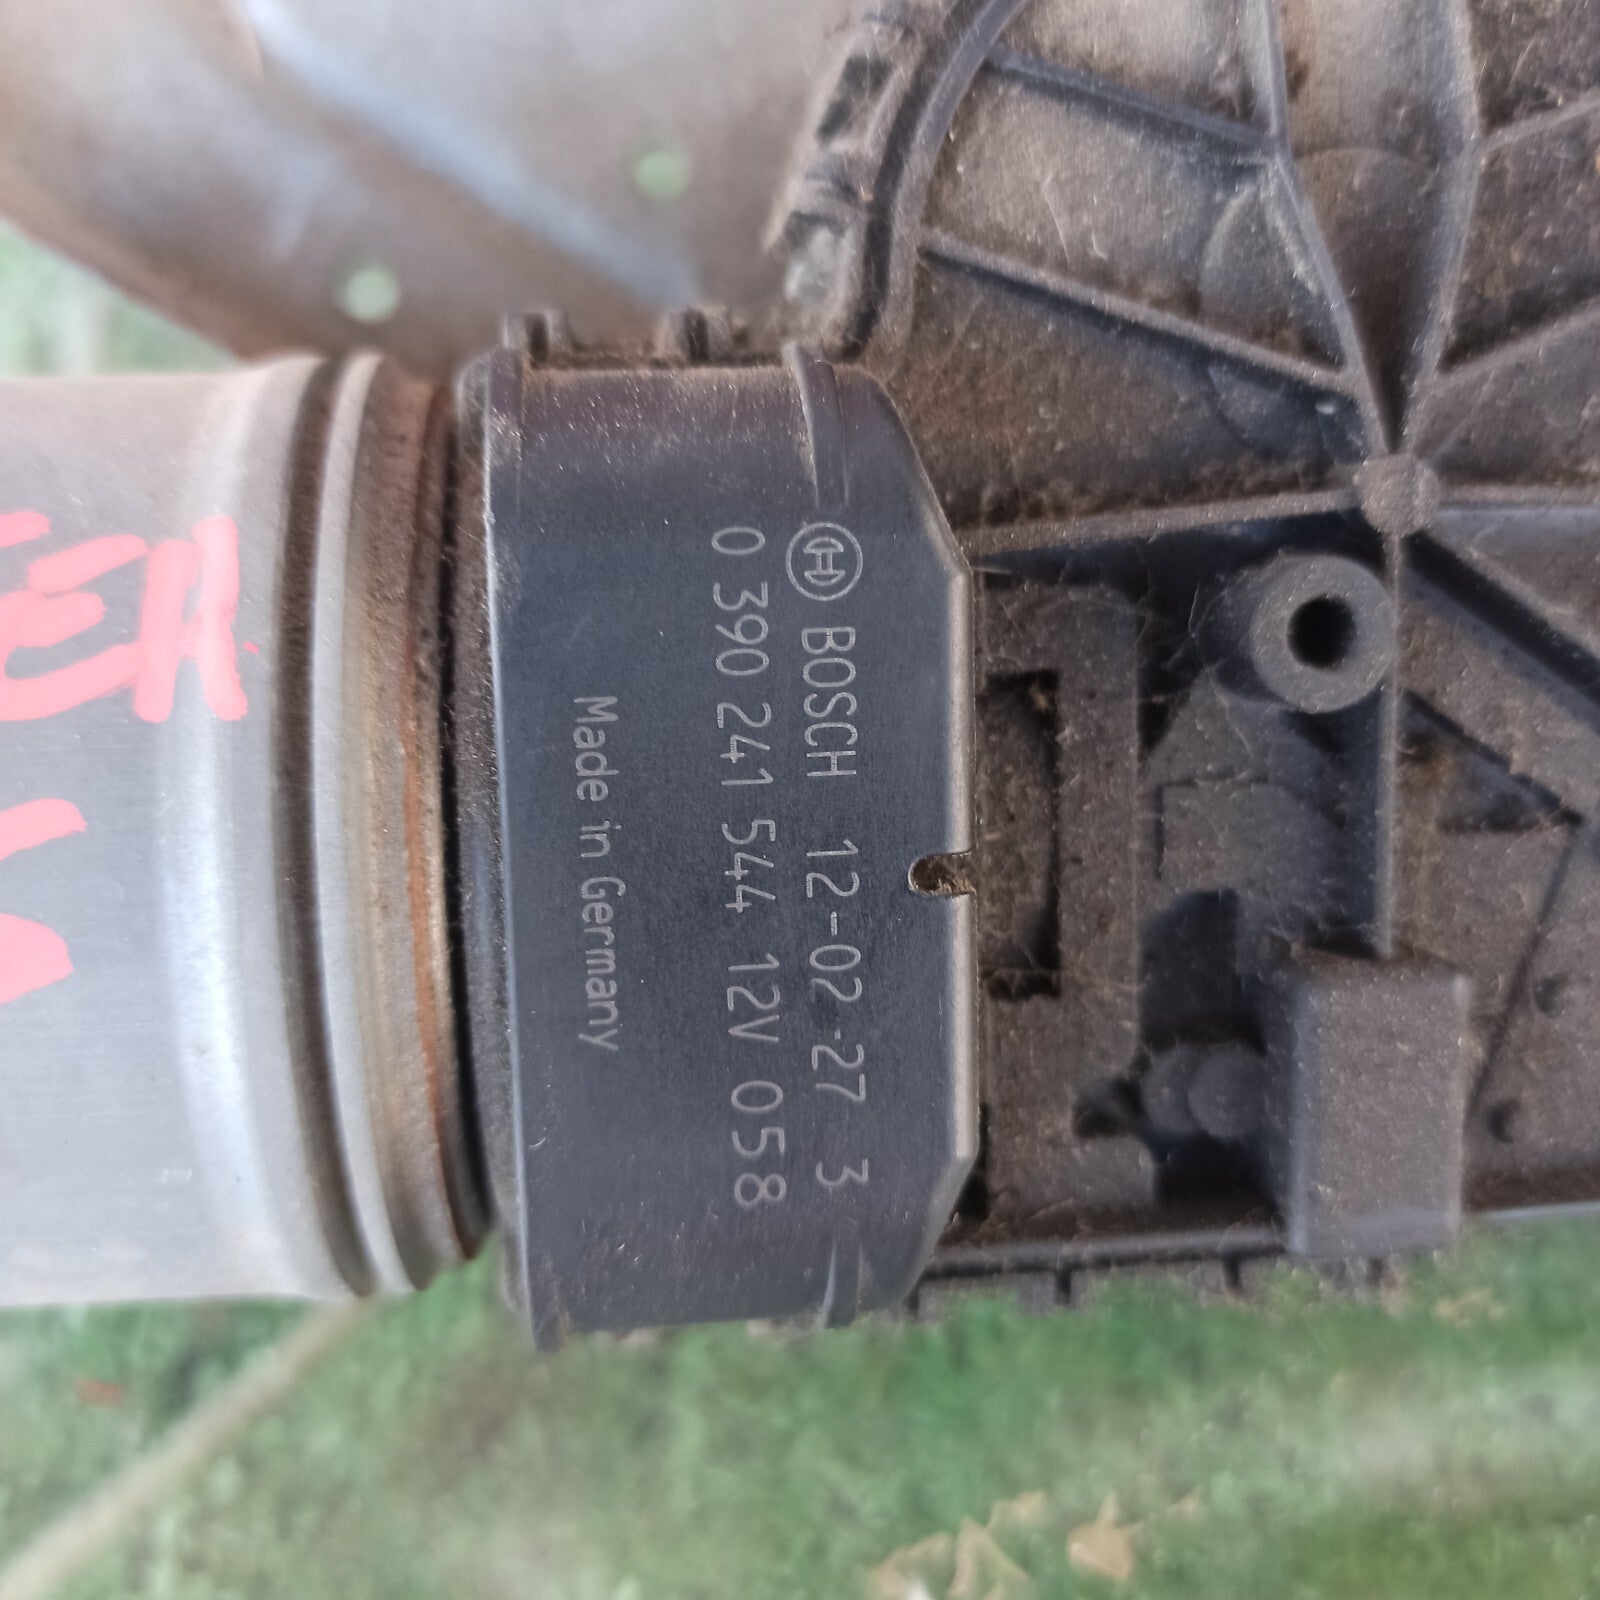 BOSCH 12-02-27 3
0 390 241 544 12V 058
Made in Germany